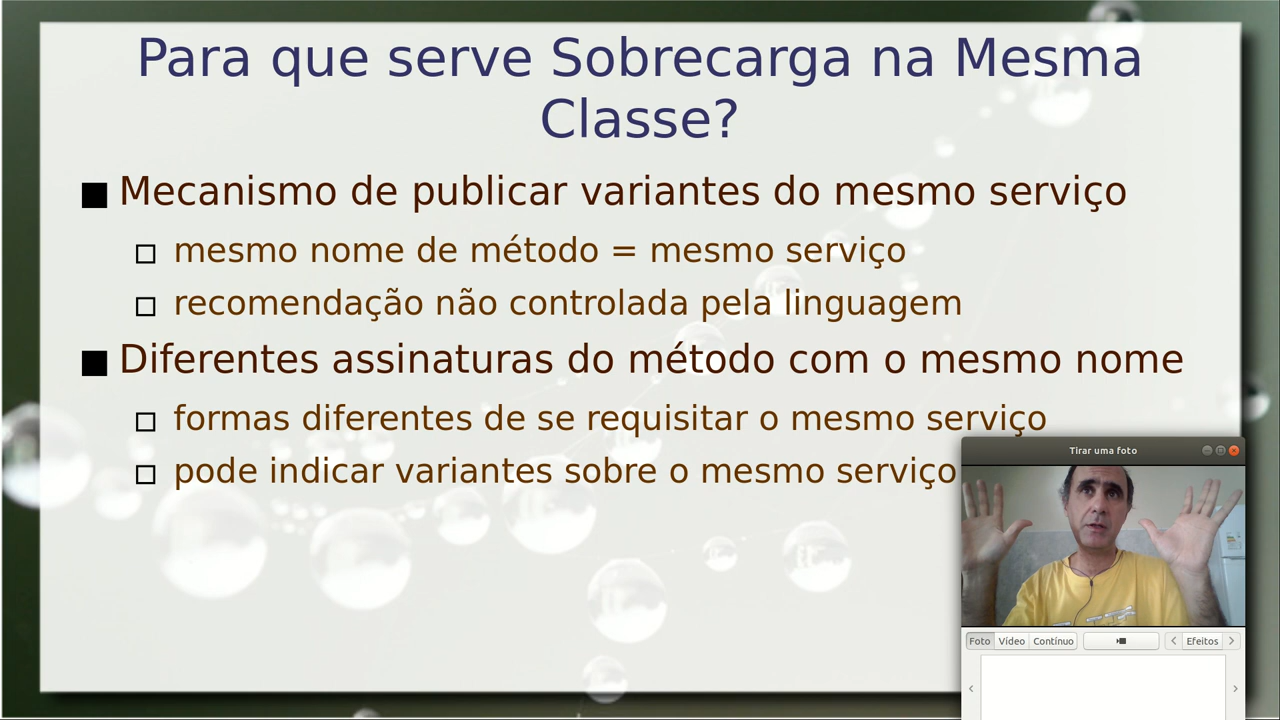 Para que serve Sobrecarga na Mesma
Classe?
Mecanismo de publicar variantes do mesmo serviço
mesmo nome de método = mesmo serviço
recomendação não controlada pela linguagem
Diferentes assinaturas do método com o mesmo nome
formas diferentes de se requisitar o mesmo serviço
pode indicar variantes sobre o mesmo serviço
Tirar uma foto
Foto Vídeo Contínuo Efeitos